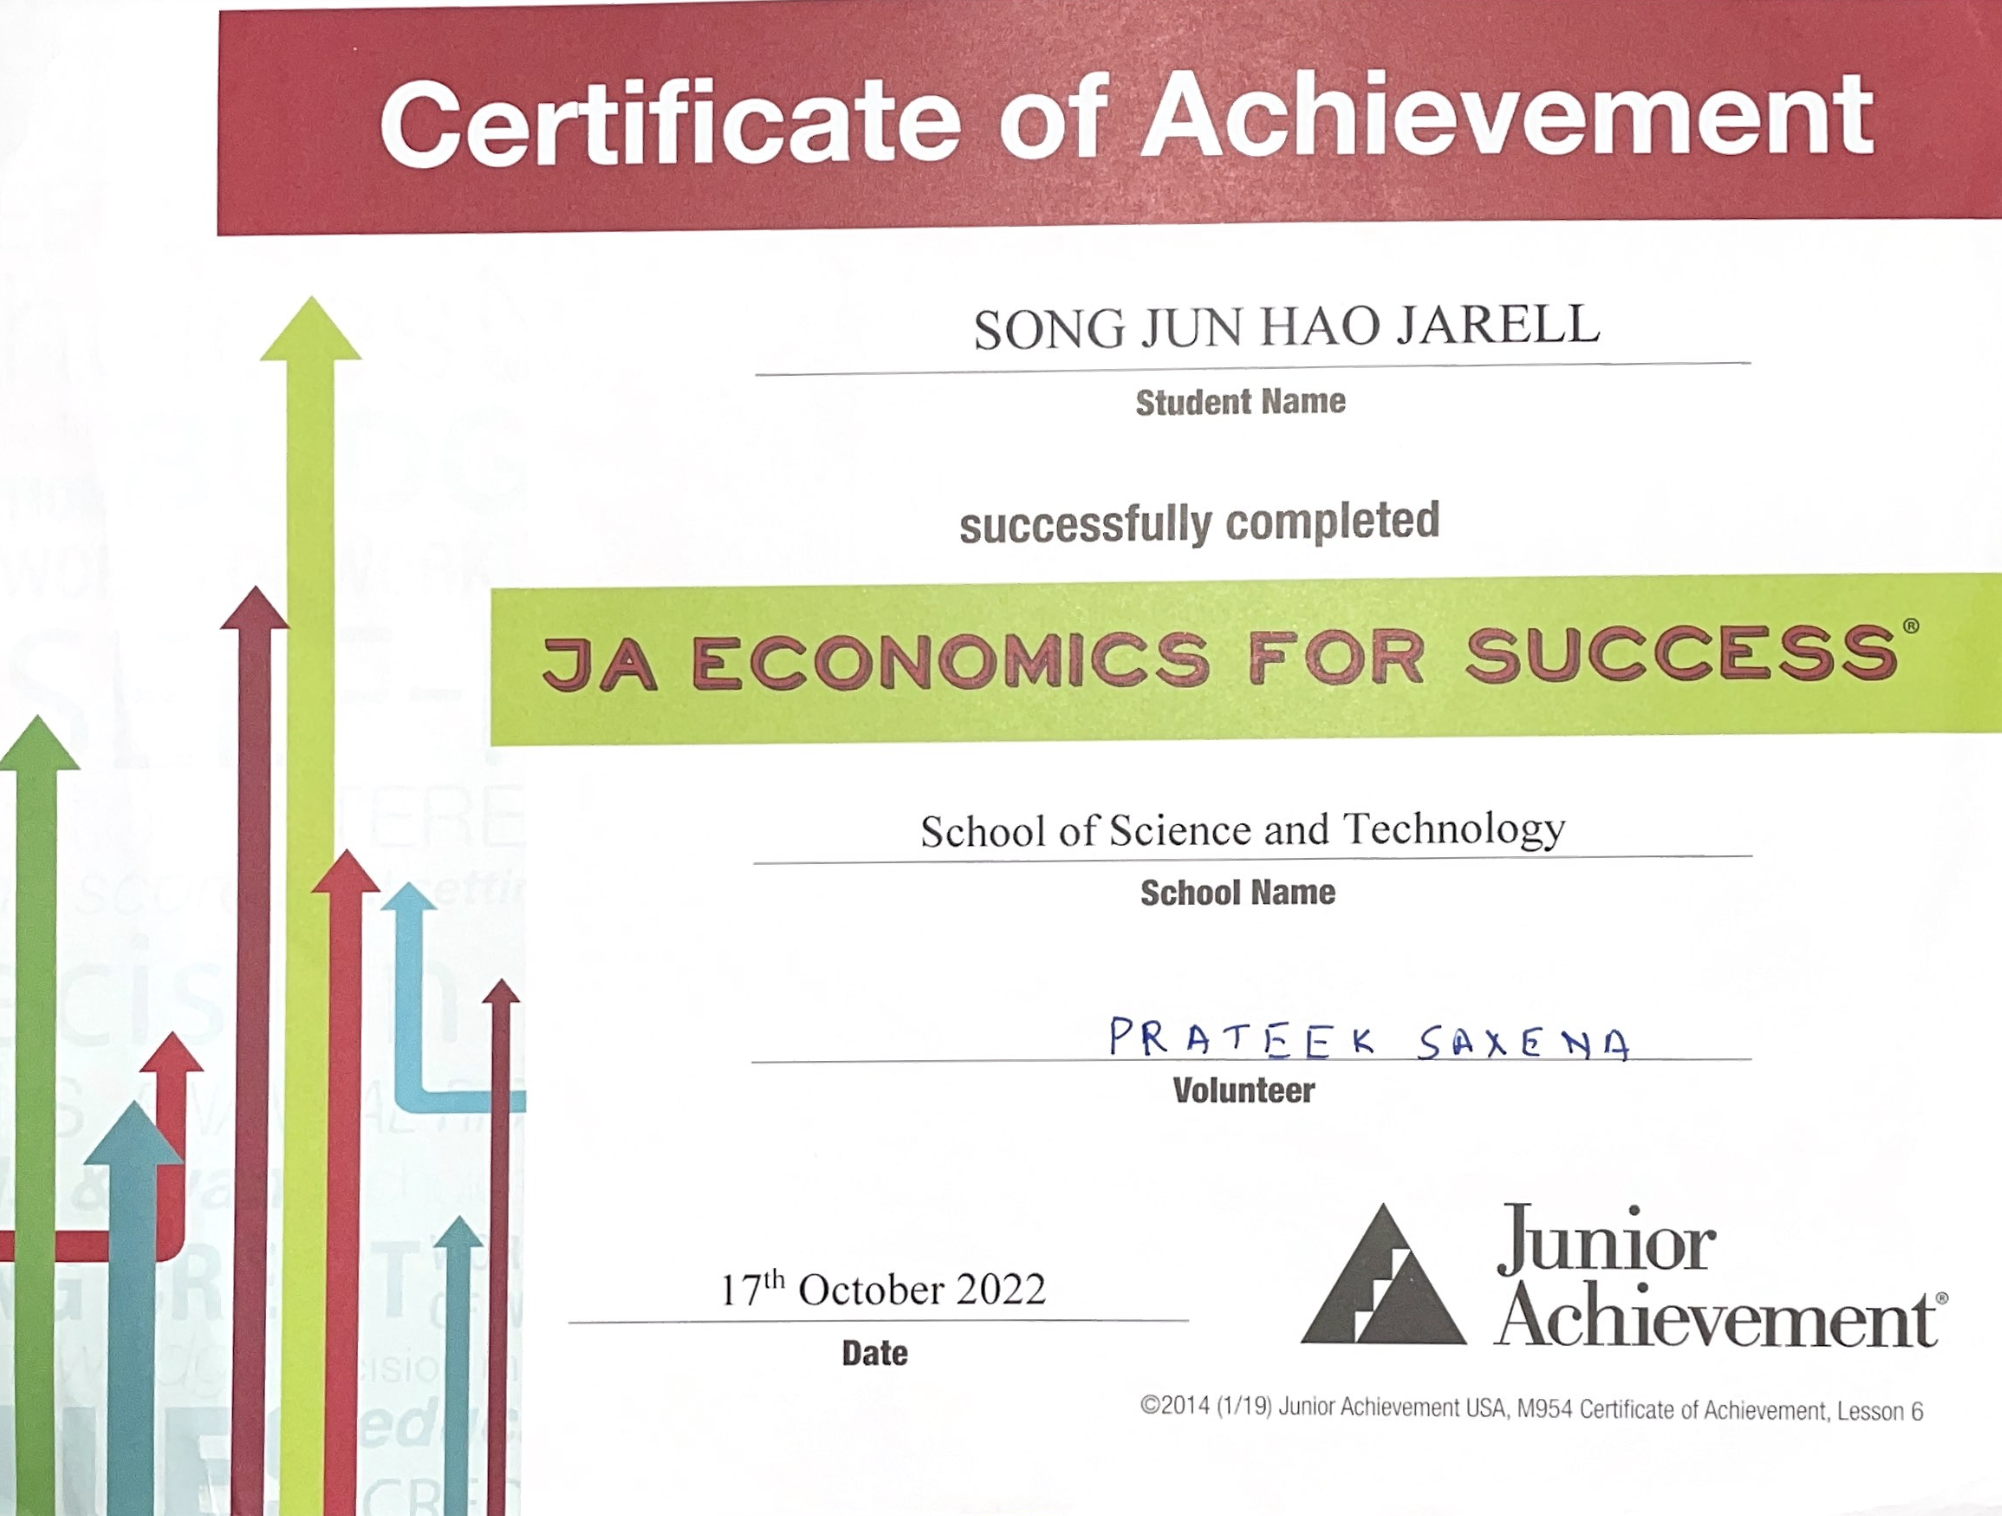 Certificate of Achievement
SONG JUN HAO JARELL
Student Name
successfully completed
JA ECONOMICS FOR SUCCESS®
School of Science and Technology
School Name
PRATEEK SAXENA
Volunteer
17th October 2022
Date
Junior
Achievement®
©2014 (1/19) Junior Achievement USA, M954 Certificate of Achievement, Lesson 6